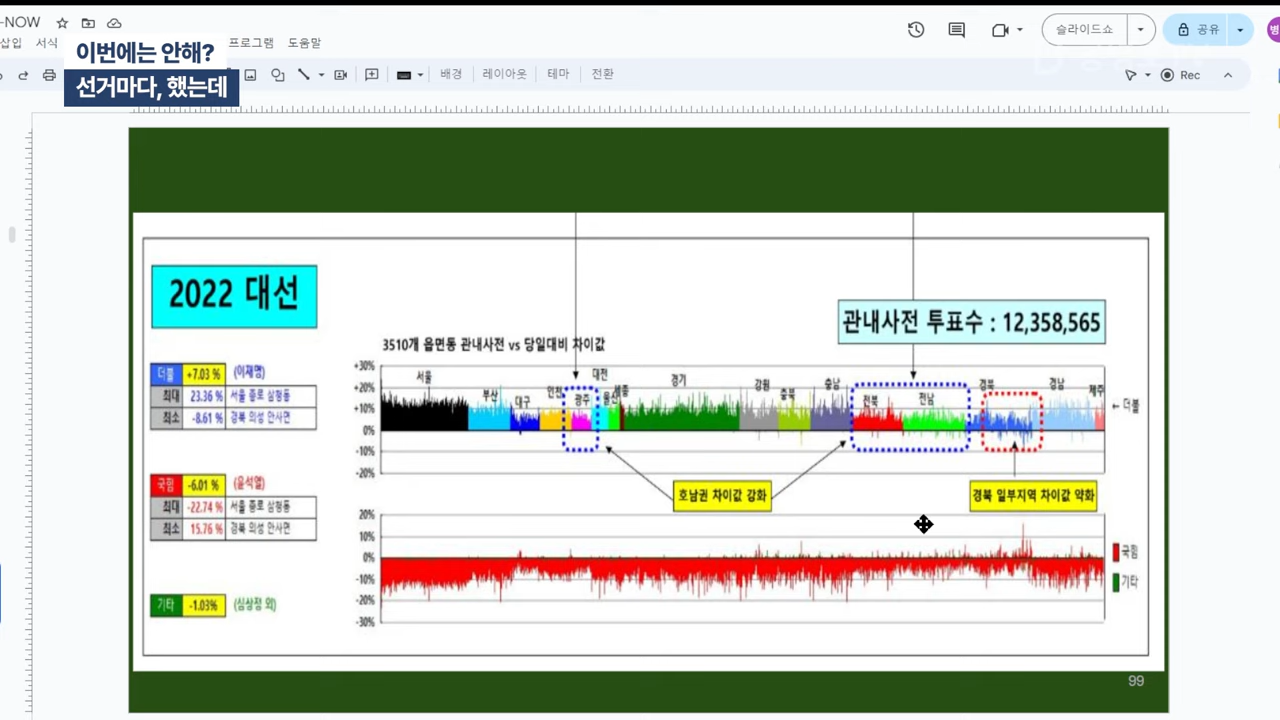 -NOW
삽입 서식
프로그램 도움말
이번에는 안해?
선거마다, 했는데
슬라이드쇼
공유
병
배경 레이아웃 테마 전환
Rec
2022 대선
관내사전 투표수 : 12,358,565
3510개 읍면동 관내사전 vs 당일대비 차이값
더불 +7.03 % (이재명)
최대 23.36 % 서울 종로 삼청동
최소 -8.61 % 경북 의성 안사면
국힘 -6.01 % (윤석열)
최대 -22.74 % 서울 종로 삼청동
최소 15.76 % 경북 의성 안사면
기타 -1.03% (심상정 외)
+30%
+20%
+10%
0%
-10%
-20%
서울 부산 대구 인천 광주 대전 울산 세종 경기 강원 충북 충남 전북 전남 경북 경남 제주
← 더불
호남권 차이값 강화
경북 일부지역 차이값 약화
20%
10%
0%
-10%
-20%
-30%
국힘
기타
99